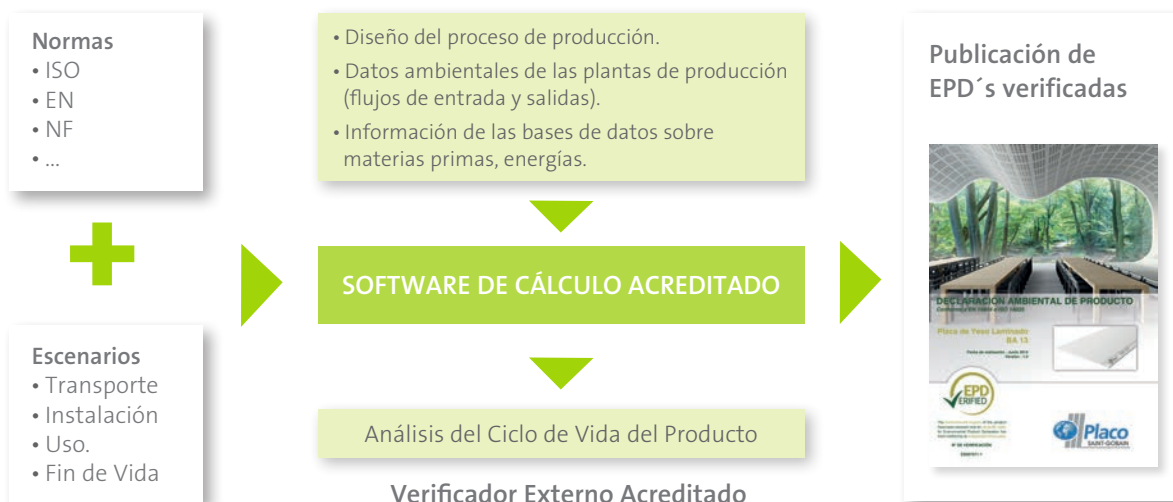 Normas
• ISO
• EN
• NF
• ...
Escenarios
• Transporte
• Instalación
• Uso.
• Fin de Vida
• Diseño del proceso de producción.
• Datos ambientales de las plantas de producción
(flujos de entrada y salidas).
• Información de las bases de datos sobre
materias primas, energías.
SOFTWARE DE CÁLCULO ACREDITADO
Análisis del Ciclo de Vida del Producto
Verificador Externo Acreditado
Publicación de
EPD´s verificadas
DECLARACIÓN AMBIENTAL DE PRODUCTO
Placa de Yeso Laminado
BA 13
EPD
VERIFIED
Nº DE VERIFICACIÓN
Placo
SAINT-GOBAIN